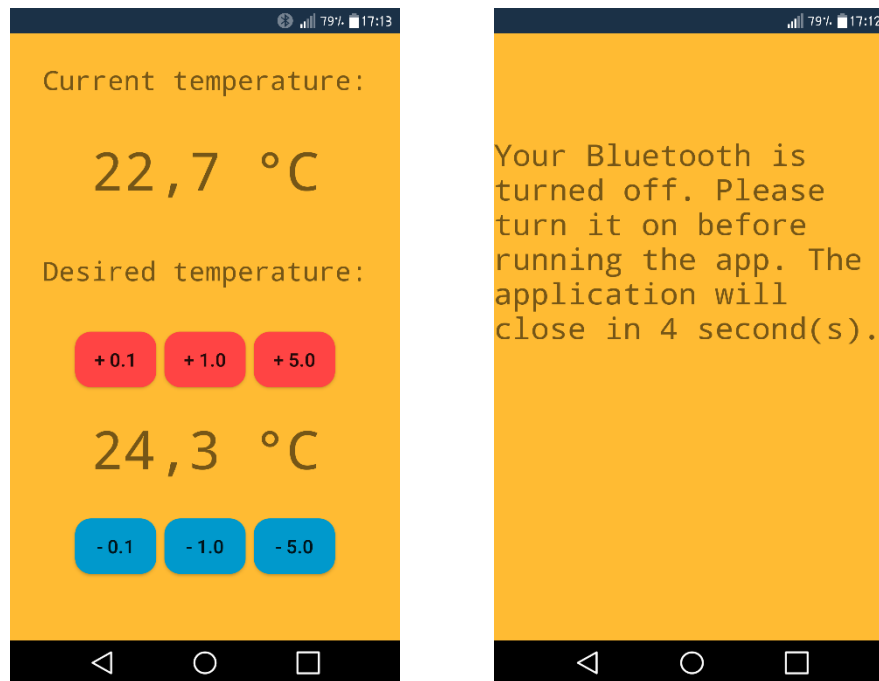 79% 17:13
Current temperature:
22,7 °C
Desired temperature:
+ 0.1 + 1.0 + 5.0
24,3 °C
- 0.1 - 1.0 - 5.0
79% 17:12
Your Bluetooth is
turned off. Please
turn it on before
running the app. The
application will
close in 4 second(s).